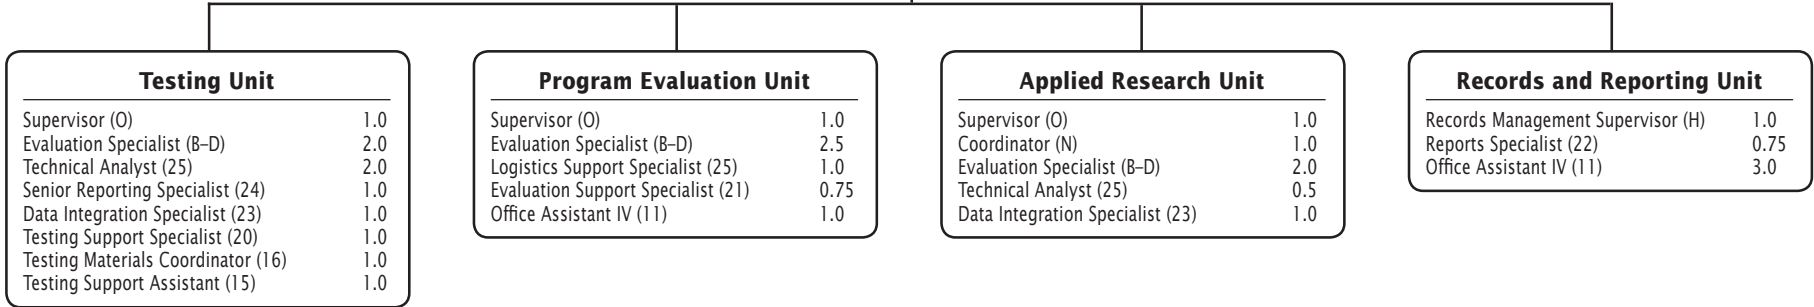 Testing Unit
Supervisor (O) 1.0
Evaluation Specialist (B–D) 2.0
Technical Analyst (25) 2.0
Senior Reporting Specialist (24) 1.0
Data Integration Specialist (23) 1.0
Testing Support Specialist (20) 1.0
Testing Materials Coordinator (16) 1.0
Testing Support Assistant (15) 1.0
Program Evaluation Unit
Supervisor (O) 1.0
Evaluation Specialist (B–D) 2.5
Logistics Support Specialist (25) 1.0
Evaluation Support Specialist (21) 0.75
Office Assistant IV (11) 1.0
Applied Research Unit
Supervisor (O) 1.0
Coordinator (N) 1.0
Evaluation Specialist (B–D) 2.0
Technical Analyst (25) 0.5
Data Integration Specialist (23) 1.0
Records and Reporting Unit
Records Management Supervisor (H) 1.0
Reports Specialist (22) 0.75
Office Assistant IV (11) 3.0